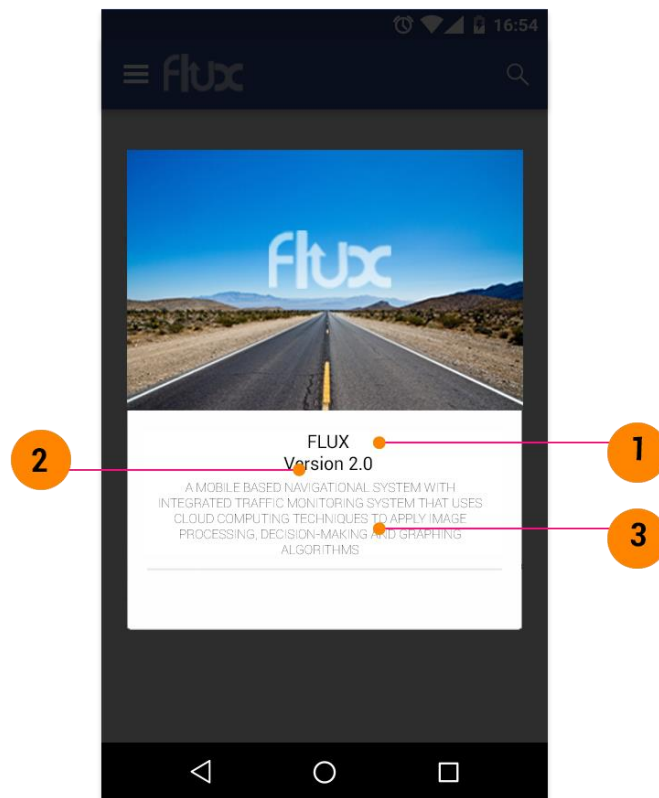 16:54
flux
flux
FLUX
1
2
Version 2.0
A MOBILE BASED NAVIGATIONAL SYSTEM WITH
INTEGRATED TRAFFIC MONITORING SYSTEM THAT USES
CLOUD COMPUTING TECHNIQUES TO APPLY IMAGE
3
PROCESSING, DECISION-MAKING AND GRAPHING
ALGORITHMS